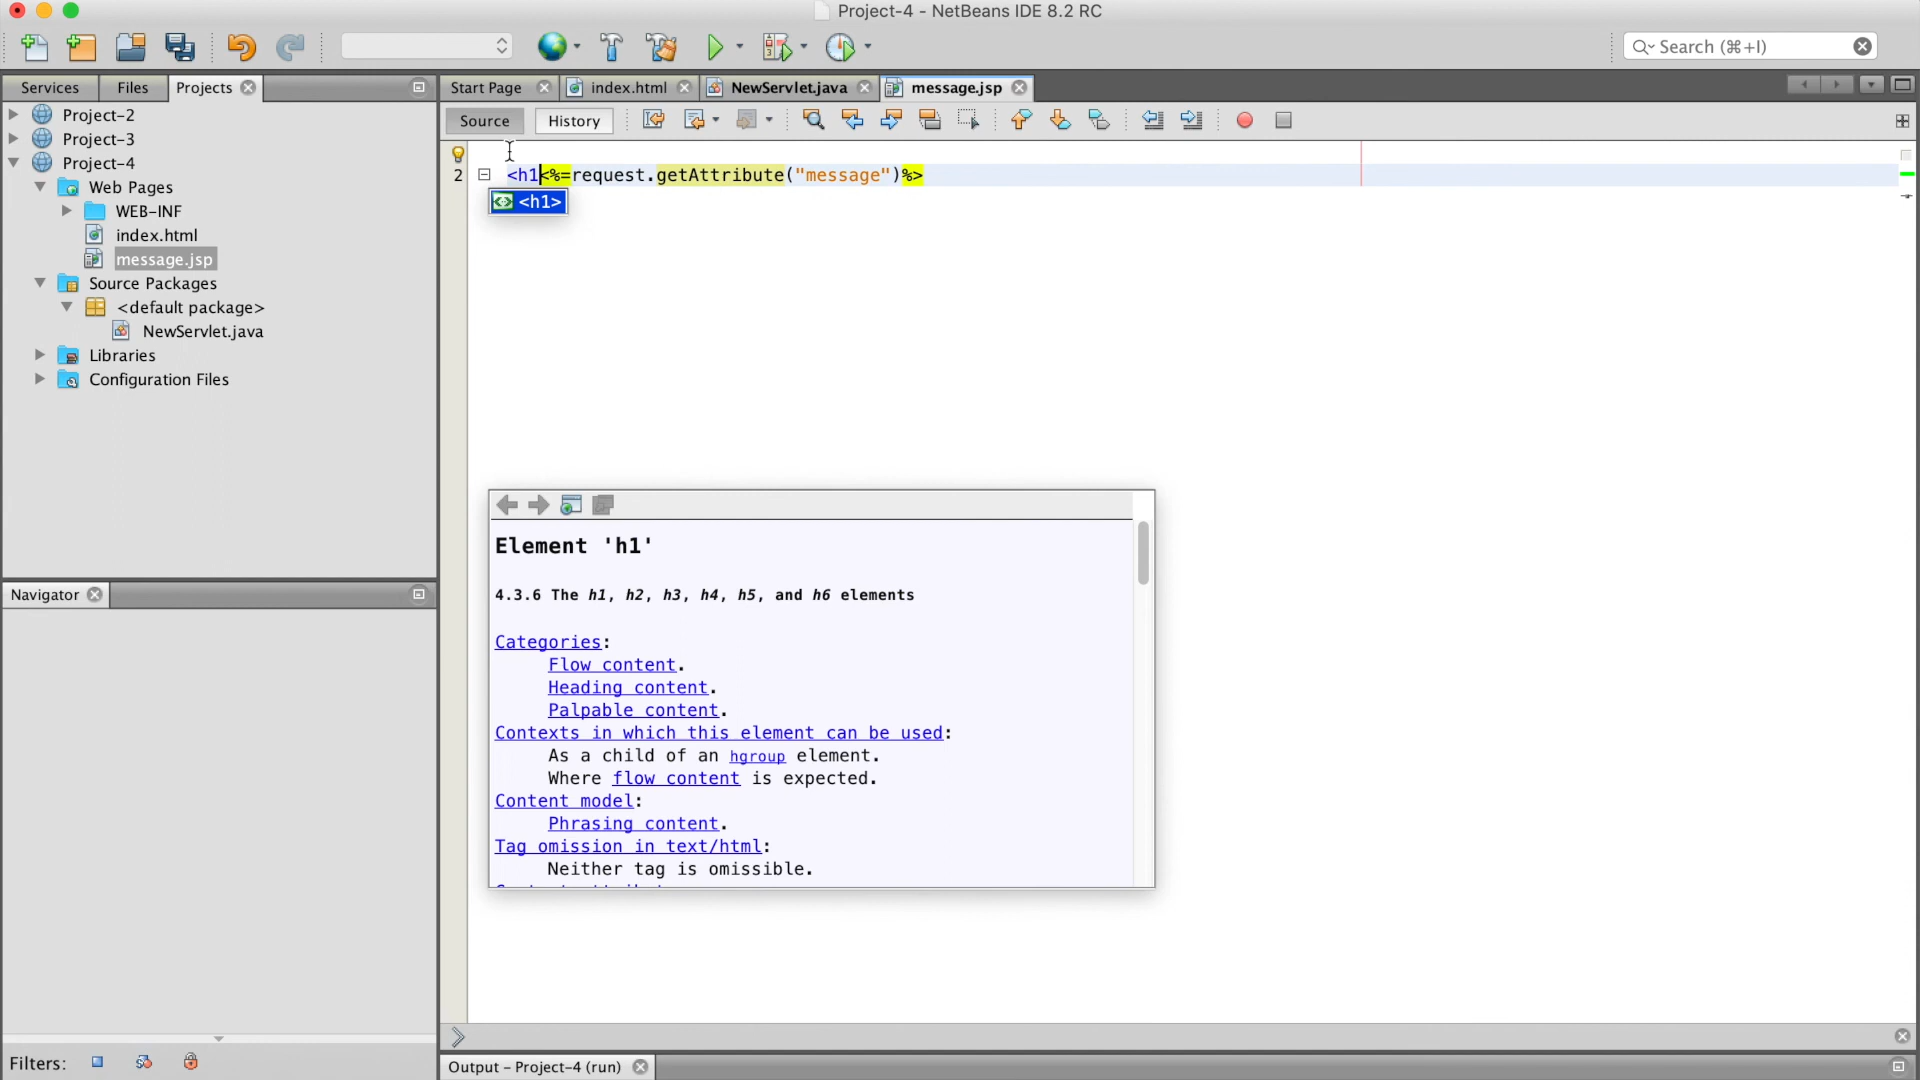 Project-4 - NetBeans IDE 8.2 RC
Search (⌘+I)
Services Files Projects
Start Page index.html NewServlet.java message.jsp
Source History
Project-2
Project-3
Project-4
Web Pages
WEB-INF
index.html
message.jsp
Source Packages
<default package>
NewServlet.java
Libraries
Configuration Files
2 <h1<%=request.getAttribute("message")%>
<h1>
Element 'h1'
4.3.6 The h1, h2, h3, h4, h5, and h6 elements
Categories:
Flow content.
Heading content.
Palpable content.
Contexts in which this element can be used:
As a child of an hgroup element.
Where flow content is expected.
Content model:
Phrasing content.
Tag omission in text/html:
Neither tag is omissible.
Navigator
Filters:
Output - Project-4 (run)